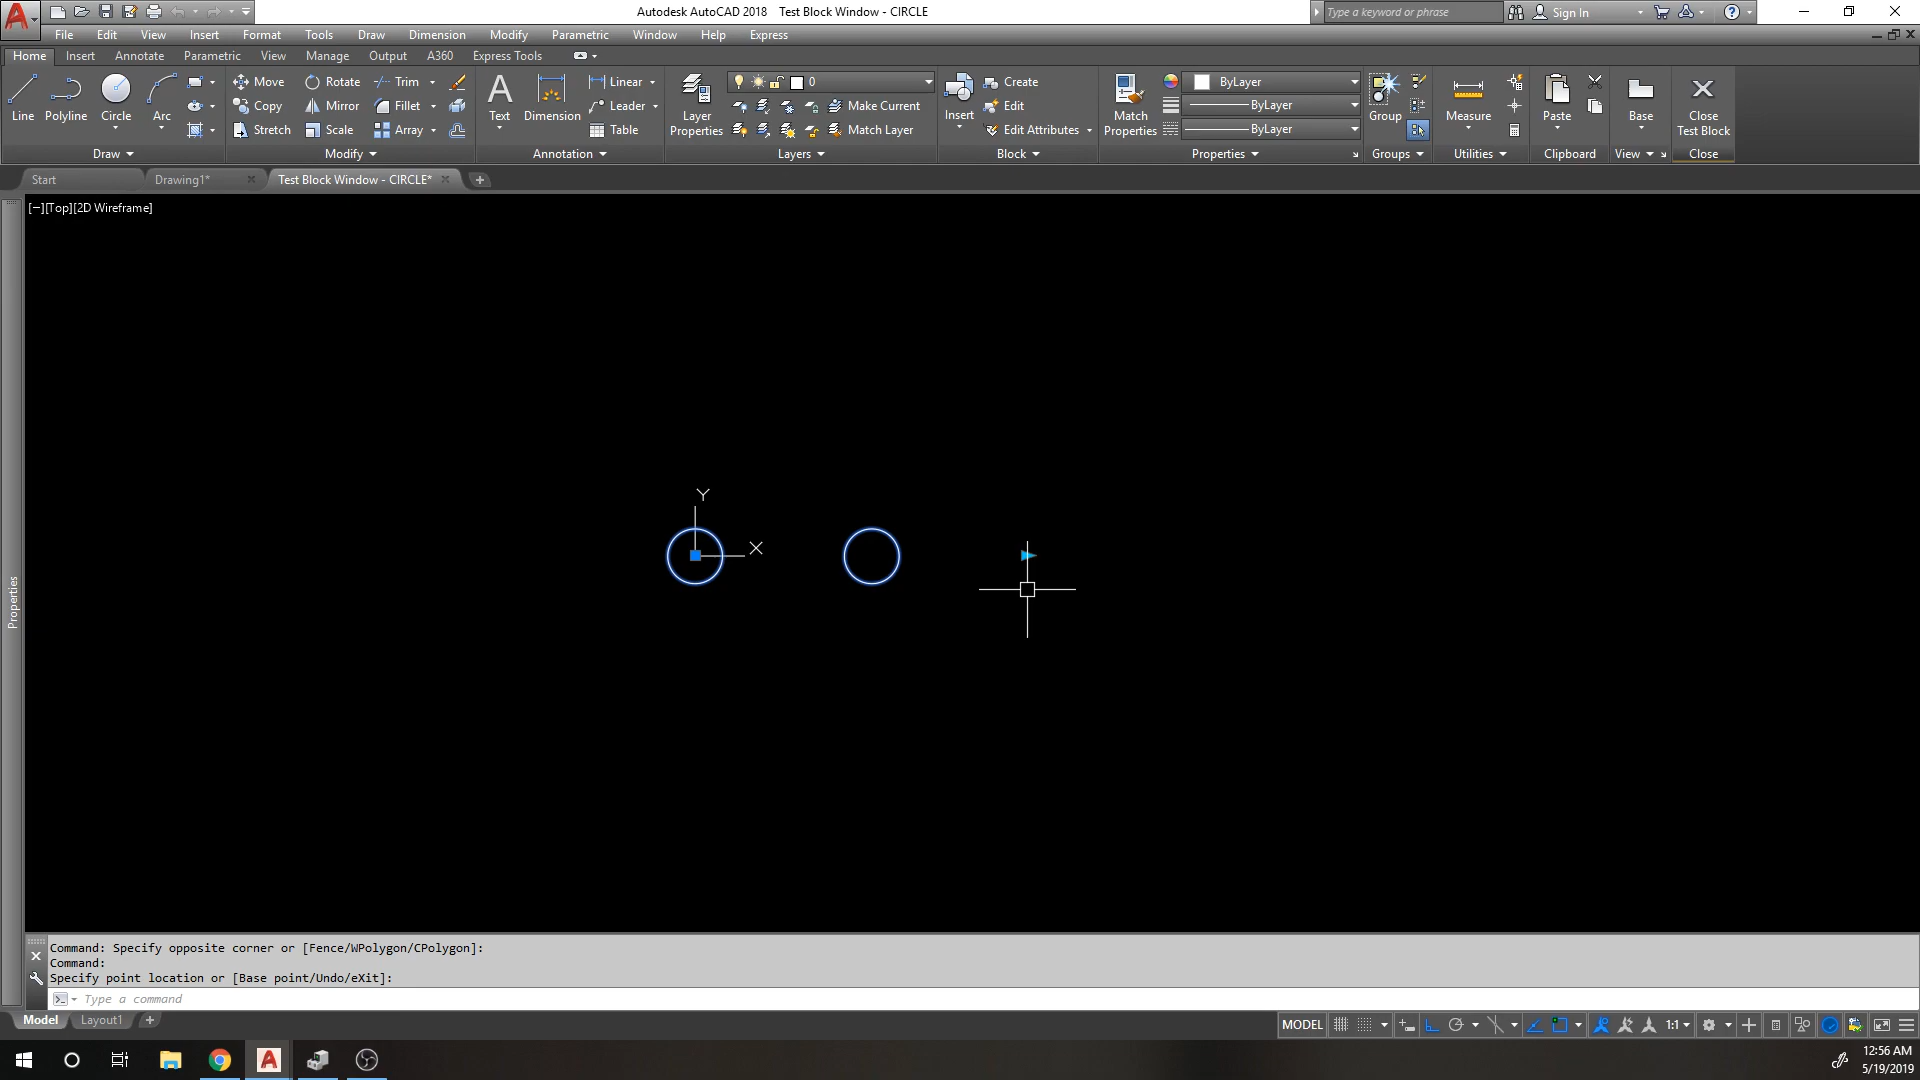 Autodesk AutoCAD 2018 Test Block Window - CIRCLE
Type a keyword or phrase
Sign In
File Edit View Insert Format Tools Draw Dimension Modify Parametric Window Help Express
Home Insert Annotate Parametric View Manage Output A360 Express Tools
Line
Polyline
Circle
Arc
Draw
Move
Copy
Stretch
Rotate
Mirror
Scale
Trim
Fillet
Array
Modify
Text
Dimension
Linear
Leader
Table
Annotation
Layer
Properties
0
Make Current
Match Layer
Layers
Insert
Create
Edit
Edit Attributes
Block
Match
Properties
ByLayer
ByLayer
ByLayer
Properties
Group
Groups
Measure
Utilities
Paste
Clipboard
Base
View
Close
Test Block
Close
Start
Drawing1*
Test Block Window - CIRCLE*
[−][Top][2D Wireframe]
Y
X
Properties
Command: Specify opposite corner or [Fence/WPolygon/CPolygon]:
Command:
Specify point location or [Base point/Undo/eXit]:
Type a command
Model
Layout1
MODEL
1:1
12:56 AM
5/19/2019